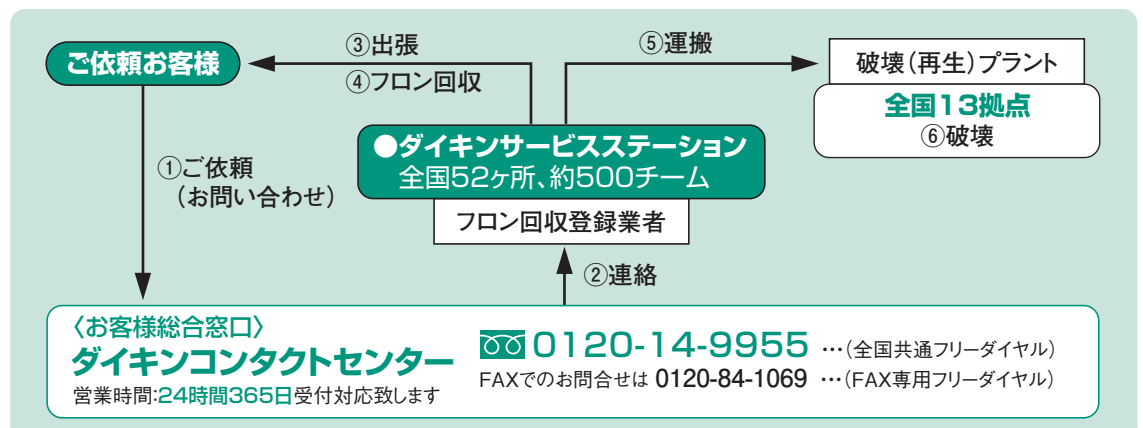 ③出張
④フロン回収
⑤運搬
ご依頼お客様
破壊(再生)プラント
全国13拠点
⑥破壊
●ダイキンサービスステーション
全国52ヶ所、約500チーム
フロン回収登録業者
①ご依頼
(お問い合わせ)
②連絡
〈お客様総合窓口〉
ダイキンコンタクトセンター
営業時間:24時間365日受付対応致します
0120-14-9955 …(全国共通フリーダイヤル)
FAXでのお問合せは 0120-84-1069 …(FAX専用フリーダイヤル)